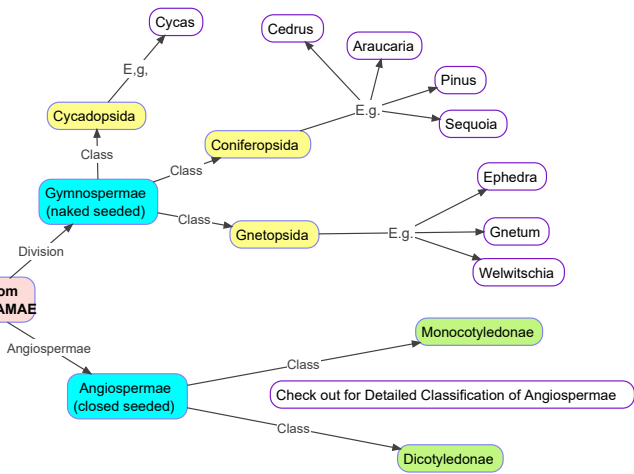 Cycas
Cedrus
Araucaria
E,g,
Pinus
Cycadopsida
E.g.
Sequoia
Coniferopsida
Class
Class
Ephedra
Gymnospermae
(naked seeded)
Class
Gnetopsida
E.g.
Gnetum
Division
Welwitschia
om
AMAE
Monocotyledonae
Angiospermae
Class
Angiospermae
(closed seeded)
Check out for Detailed Classification of Angiospermae
Class
Dicotyledonae